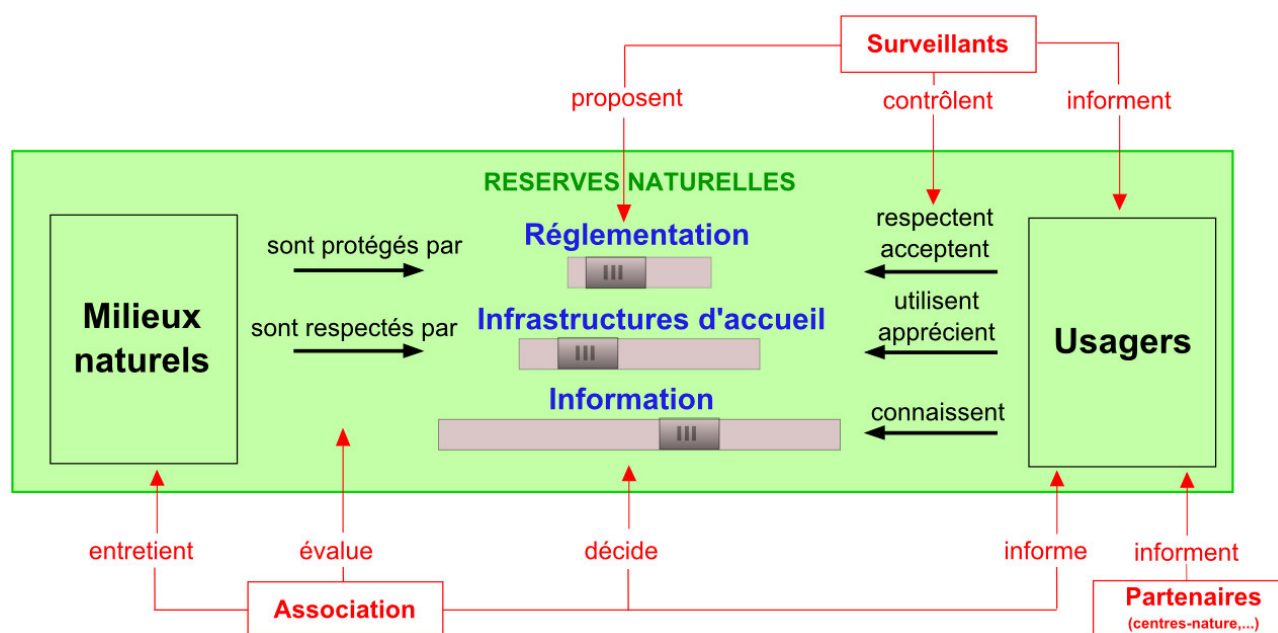 Surveillants
proposent
contrôlent
informent
RESERVES NATURELLES
Milieux
naturels
sont protégés par
sont respectés par
Réglementation
Infrastructures d'accueil
Information
respectent
acceptent
utilisent
apprécient
connaissent
Usagers
entretient
évalue
décide
informe
informent
Association
Partenaires
(centres-nature,...)